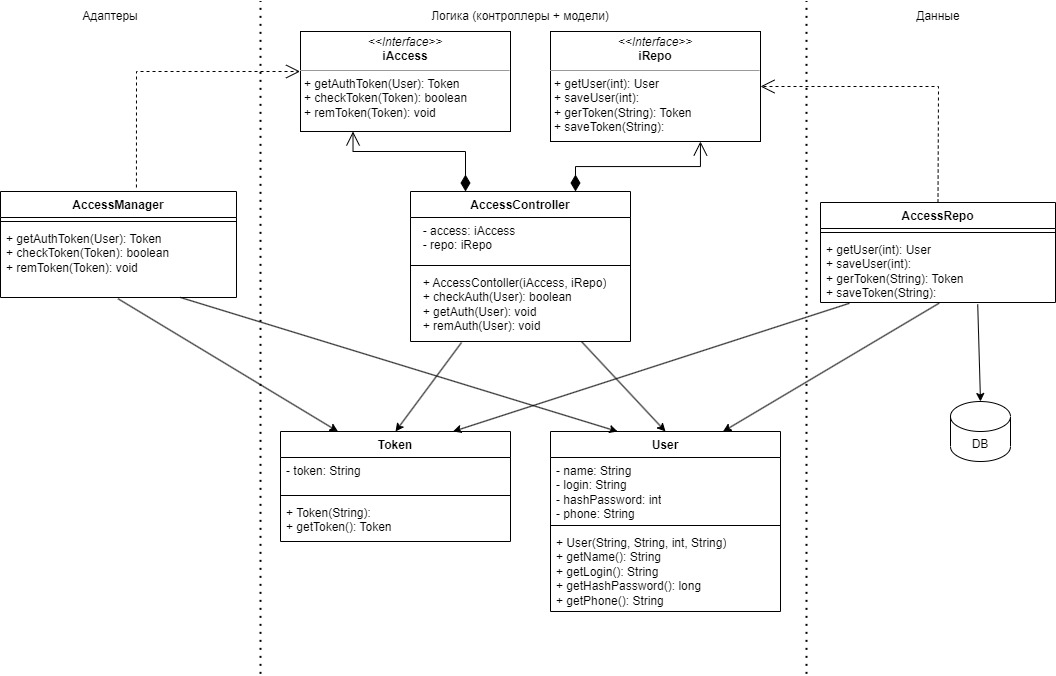 Адаптеры
Логика (контроллеры + модели)
Данные
<<Interface>>
iAccess
+ getAuthToken(User): Token
+ checkToken(Token): boolean
+ remToken(Token): void
<<Interface>>
iRepo
+ getUser(int): User
+ saveUser(int):
+ gerToken(String): Token
+ saveToken(String):
AccessManager
+ getAuthToken(User): Token
+ checkToken(Token): boolean
+ remToken(Token): void
AccessController
- access: iAccess
- repo: iRepo
+ AccessContoller(iAccess, iRepo)
+ checkAuth(User): boolean
+ getAuth(User): void
+ remAuth(User): void
AccessRepo
+ getUser(int): User
+ saveUser(int):
+ gerToken(String): Token
+ saveToken(String):
Token
- token: String
+ Token(String):
+ getToken(): Token
User
- name: String
- login: String
- hashPassword: int
- phone: String
+ User(String, String, int, String)
+ getName(): String
+ getLogin(): String
+ getHashPassword(): long
+ getPhone(): String
DB